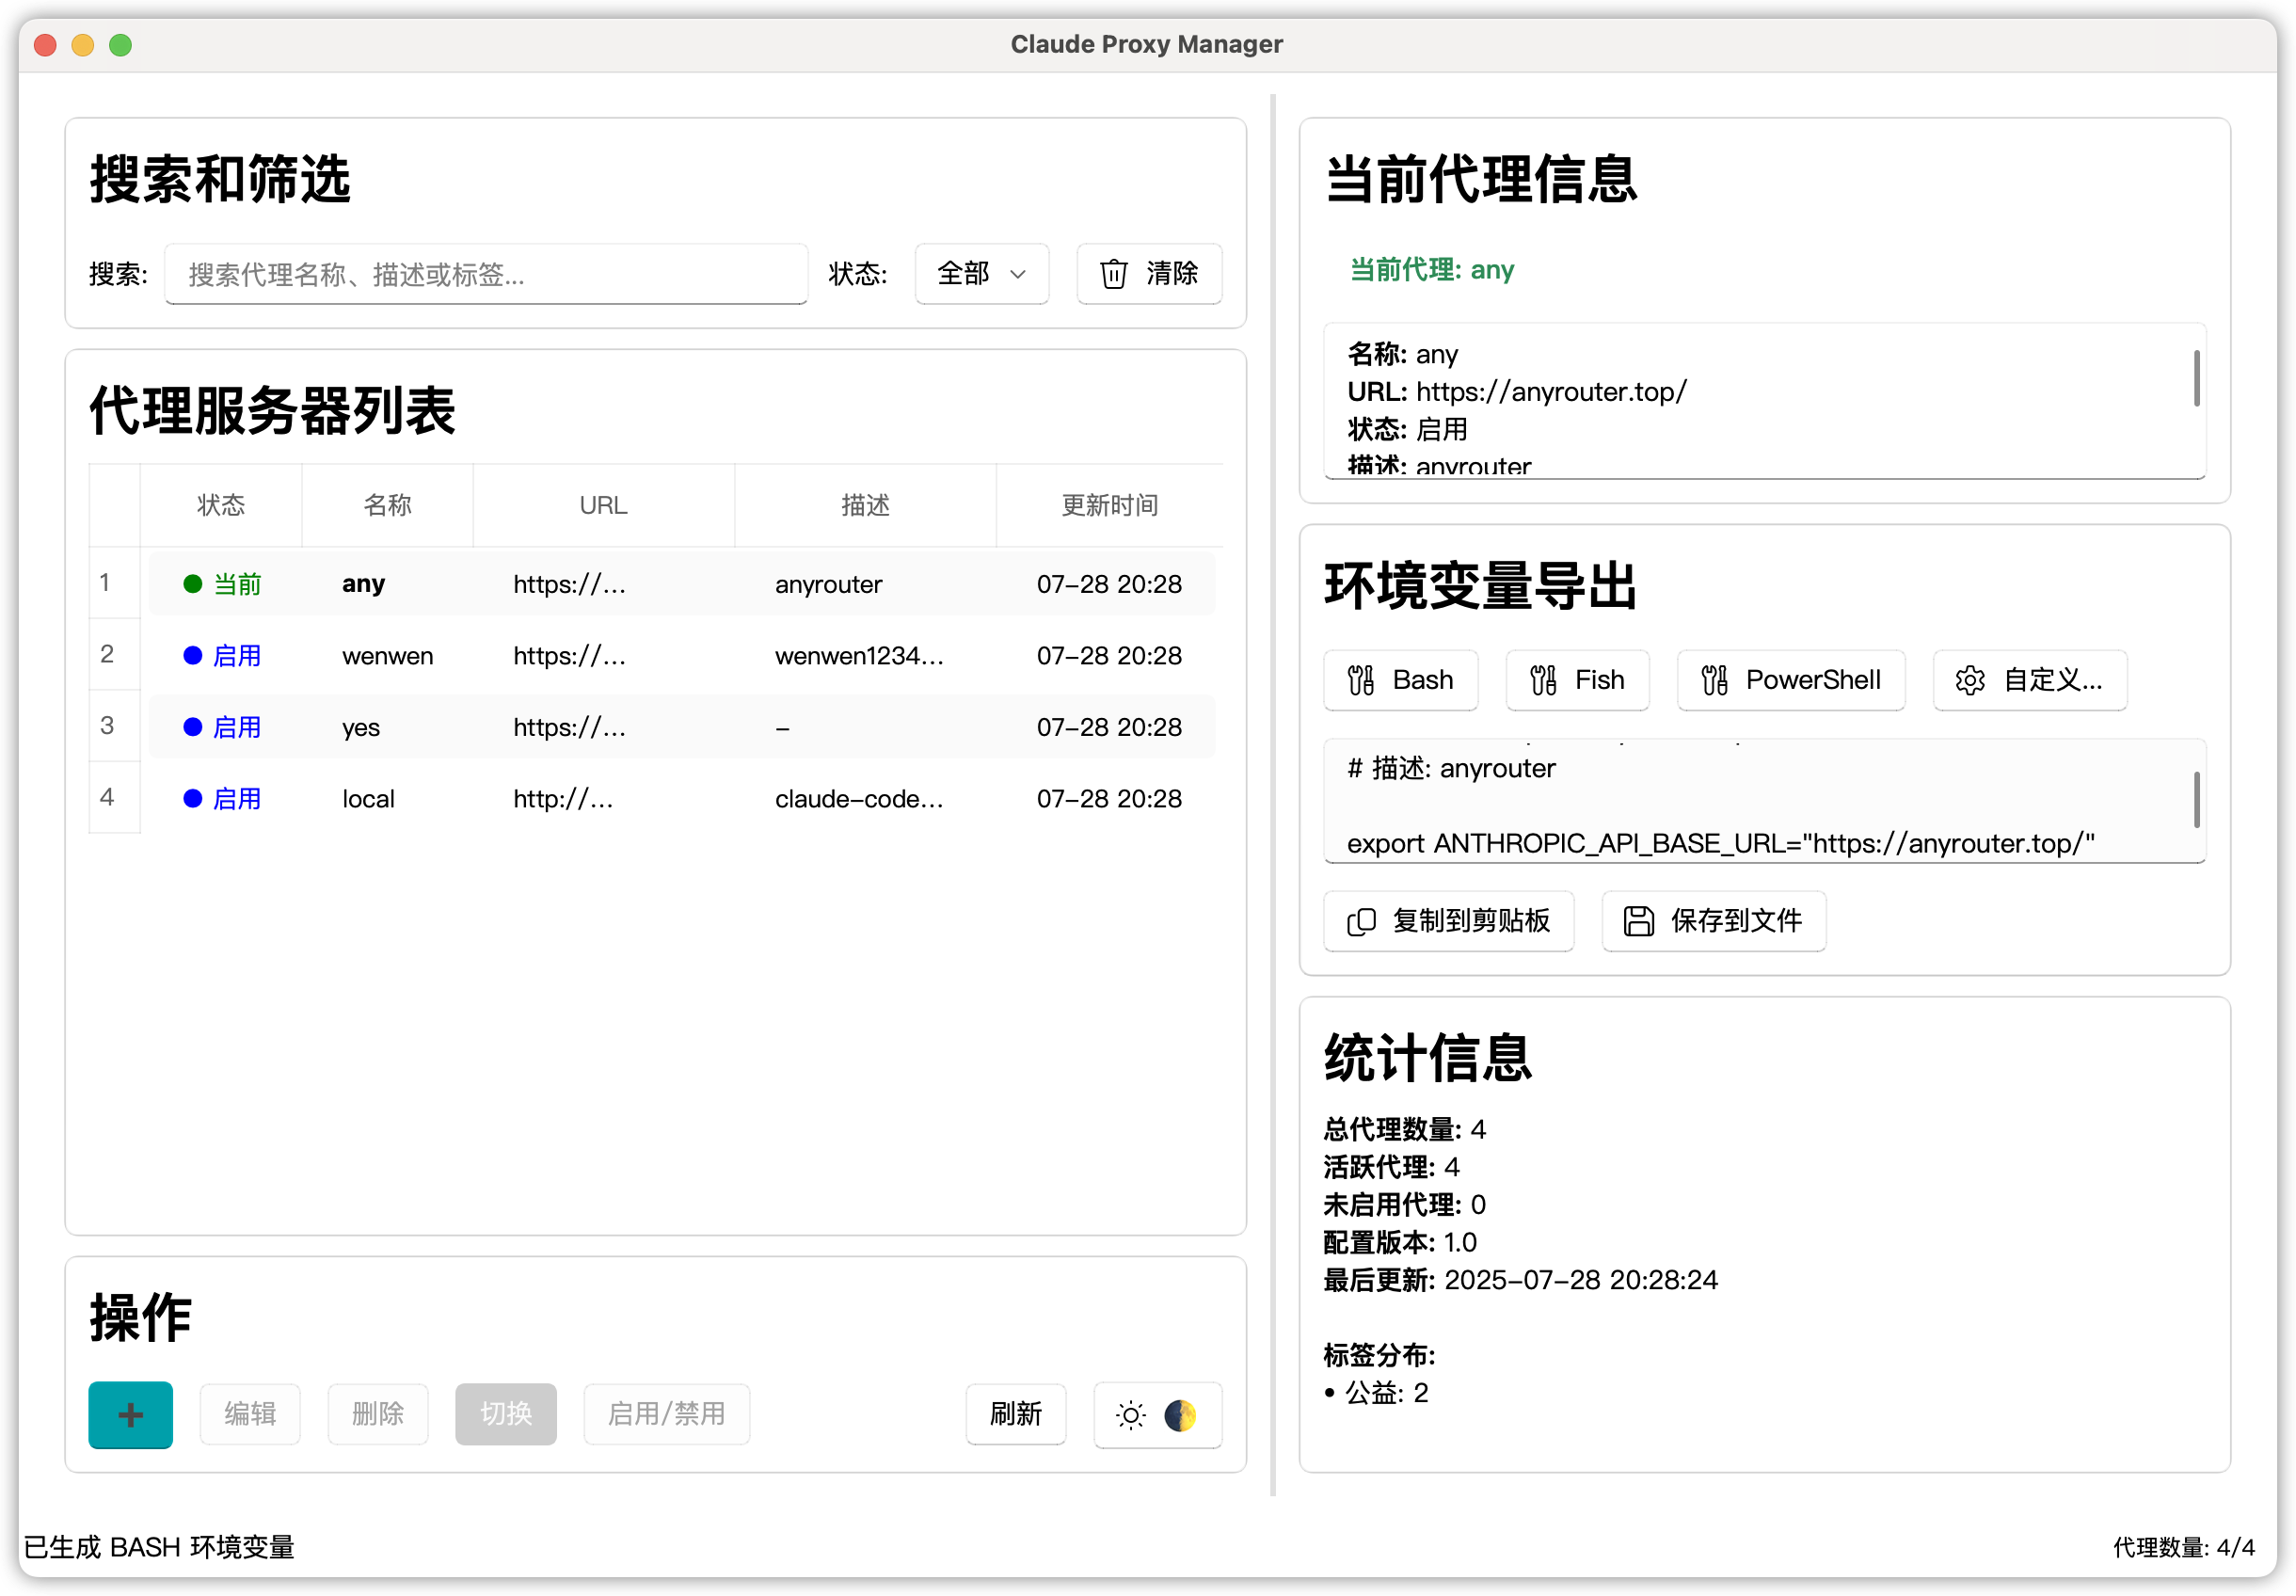 Claude Proxy Manager
搜索和筛选
搜索: 搜索代理名称、描述或标签... 状态: 全部 清除
代理服务器列表
状态 名称 URL 描述 更新时间
1 当前 any https://... anyrouter 07-28 20:28
2 启用 wenwen https://... wenwen1234... 07-28 20:28
3 启用 yes https://... - 07-28 20:28
4 启用 local http://... claude-code... 07-28 20:28
操作
+ 编辑 删除 切换 启用/禁用 刷新
当前代理信息
当前代理: any
名称: any
URL: https://anyrouter.top/
状态: 启用
描述: anyrouter
环境变量导出
Bash Fish PowerShell 自定义...
# 描述: anyrouter
export ANTHROPIC_API_BASE_URL="https://anyrouter.top/"
复制到剪贴板 保存到文件
统计信息
总代理数量: 4
活跃代理: 4
未启用代理: 0
配置版本: 1.0
最后更新: 2025-07-28 20:28:24
标签分布:
• 公益: 2
已生成 BASH 环境变量
代理数量: 4/4